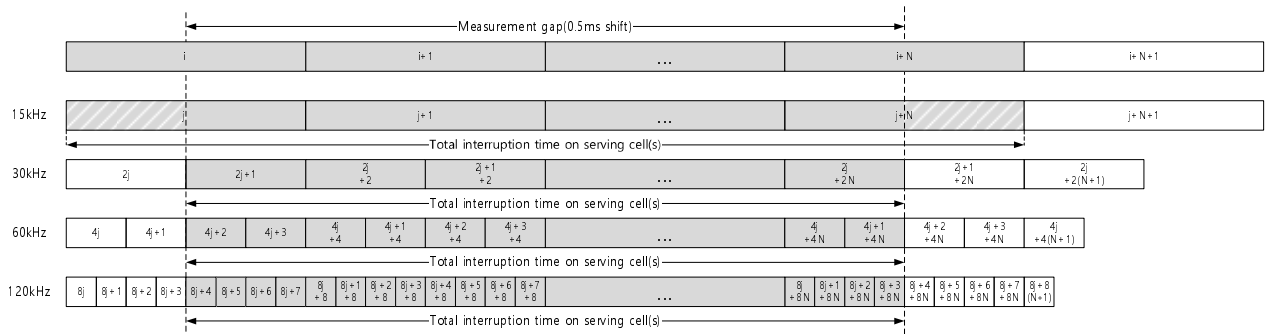 Measurement gap(0.5ms shift)
i i+1 ... i+N i+N+1
15kHz j j+1 ... j+N j+N+1
Total interruption time on serving cell(s)
30kHz 2j 2j+1 2j+2 2j+1+2 ... 2j+2N 2j+1+2N 2j+2(N+1)
Total interruption time on serving cell(s)
60kHz 4j 4j+1 4j+2 4j+3 4j+4 4j+1+4 4j+2+4 4j+3+4 ... 4j+4N 4j+1+4N 4j+2+4N 4j+3+4N 4j+4(N+1)
Total interruption time on serving cell(s)
120kHz 8j 8j+1 8j+2 8j+3 8j+4 8j+5 8j+6 8j+7 8j+8 8j+1+8 8j+2+8 8j+3+8 8j+4+8 8j+5+8 8j+6+8 8j+7+8 ... 8j+8N 8j+1+8N 8j+2+8N 8j+3+8N 8j+4+8N 8j+5+8N 8j+6+8N 8j+7+8N 8j+8(N+1)
Total interruption time on serving cell(s)